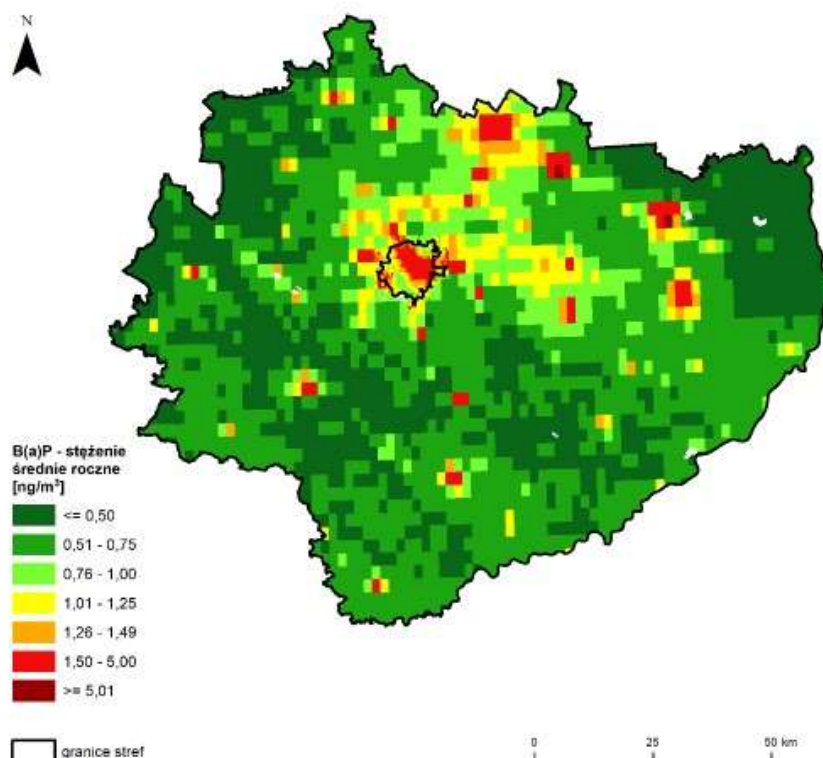 N
B(a)P - stężenie
średnie roczne
[ng/m³]
<= 0,50
0,51 - 0,75
0,76 - 1,00
1,01 - 1,25
1,26 - 1,49
1,50 - 5,00
>= 5,01
granice stref
0 25 50 km